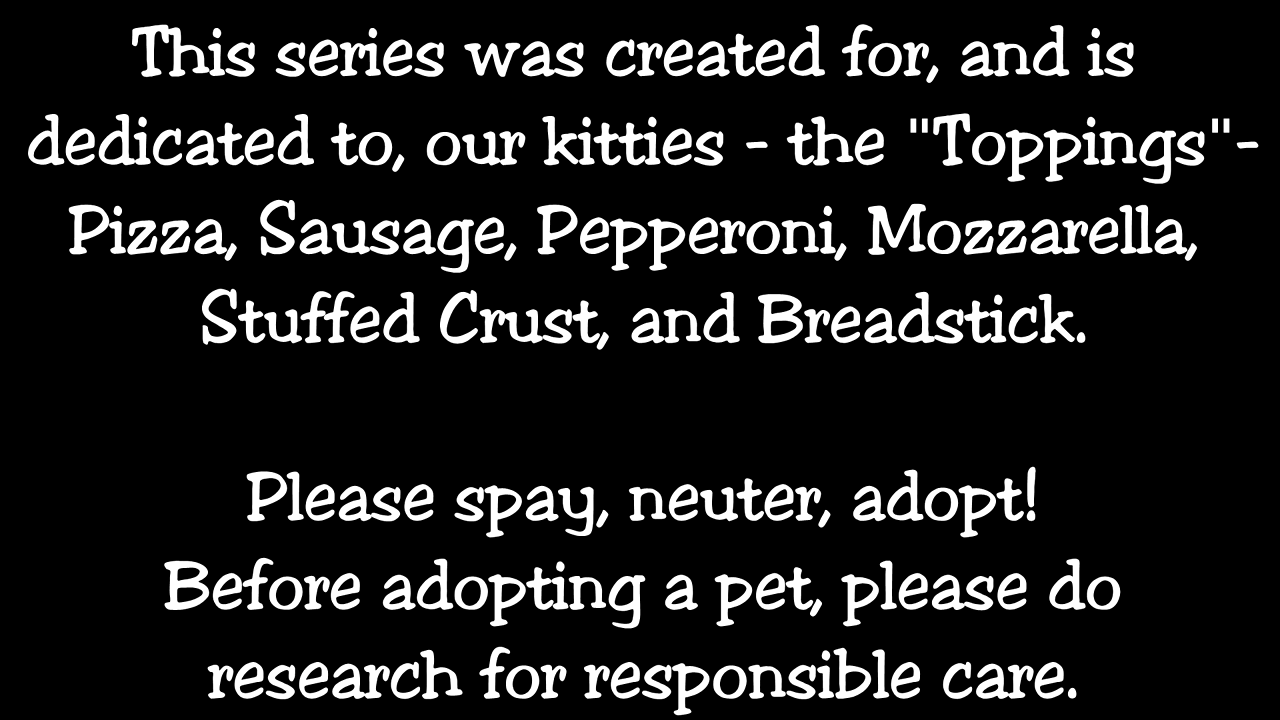 This series was created for, and is
dedicated to, our kitties - the "Toppings"-
Pizza, Sausage, Pepperoni, Mozzarella,
Stuffed Crust, and Breadstick.
Please spay, neuter, adopt!
Before adopting a pet, please do
research for responsible care.